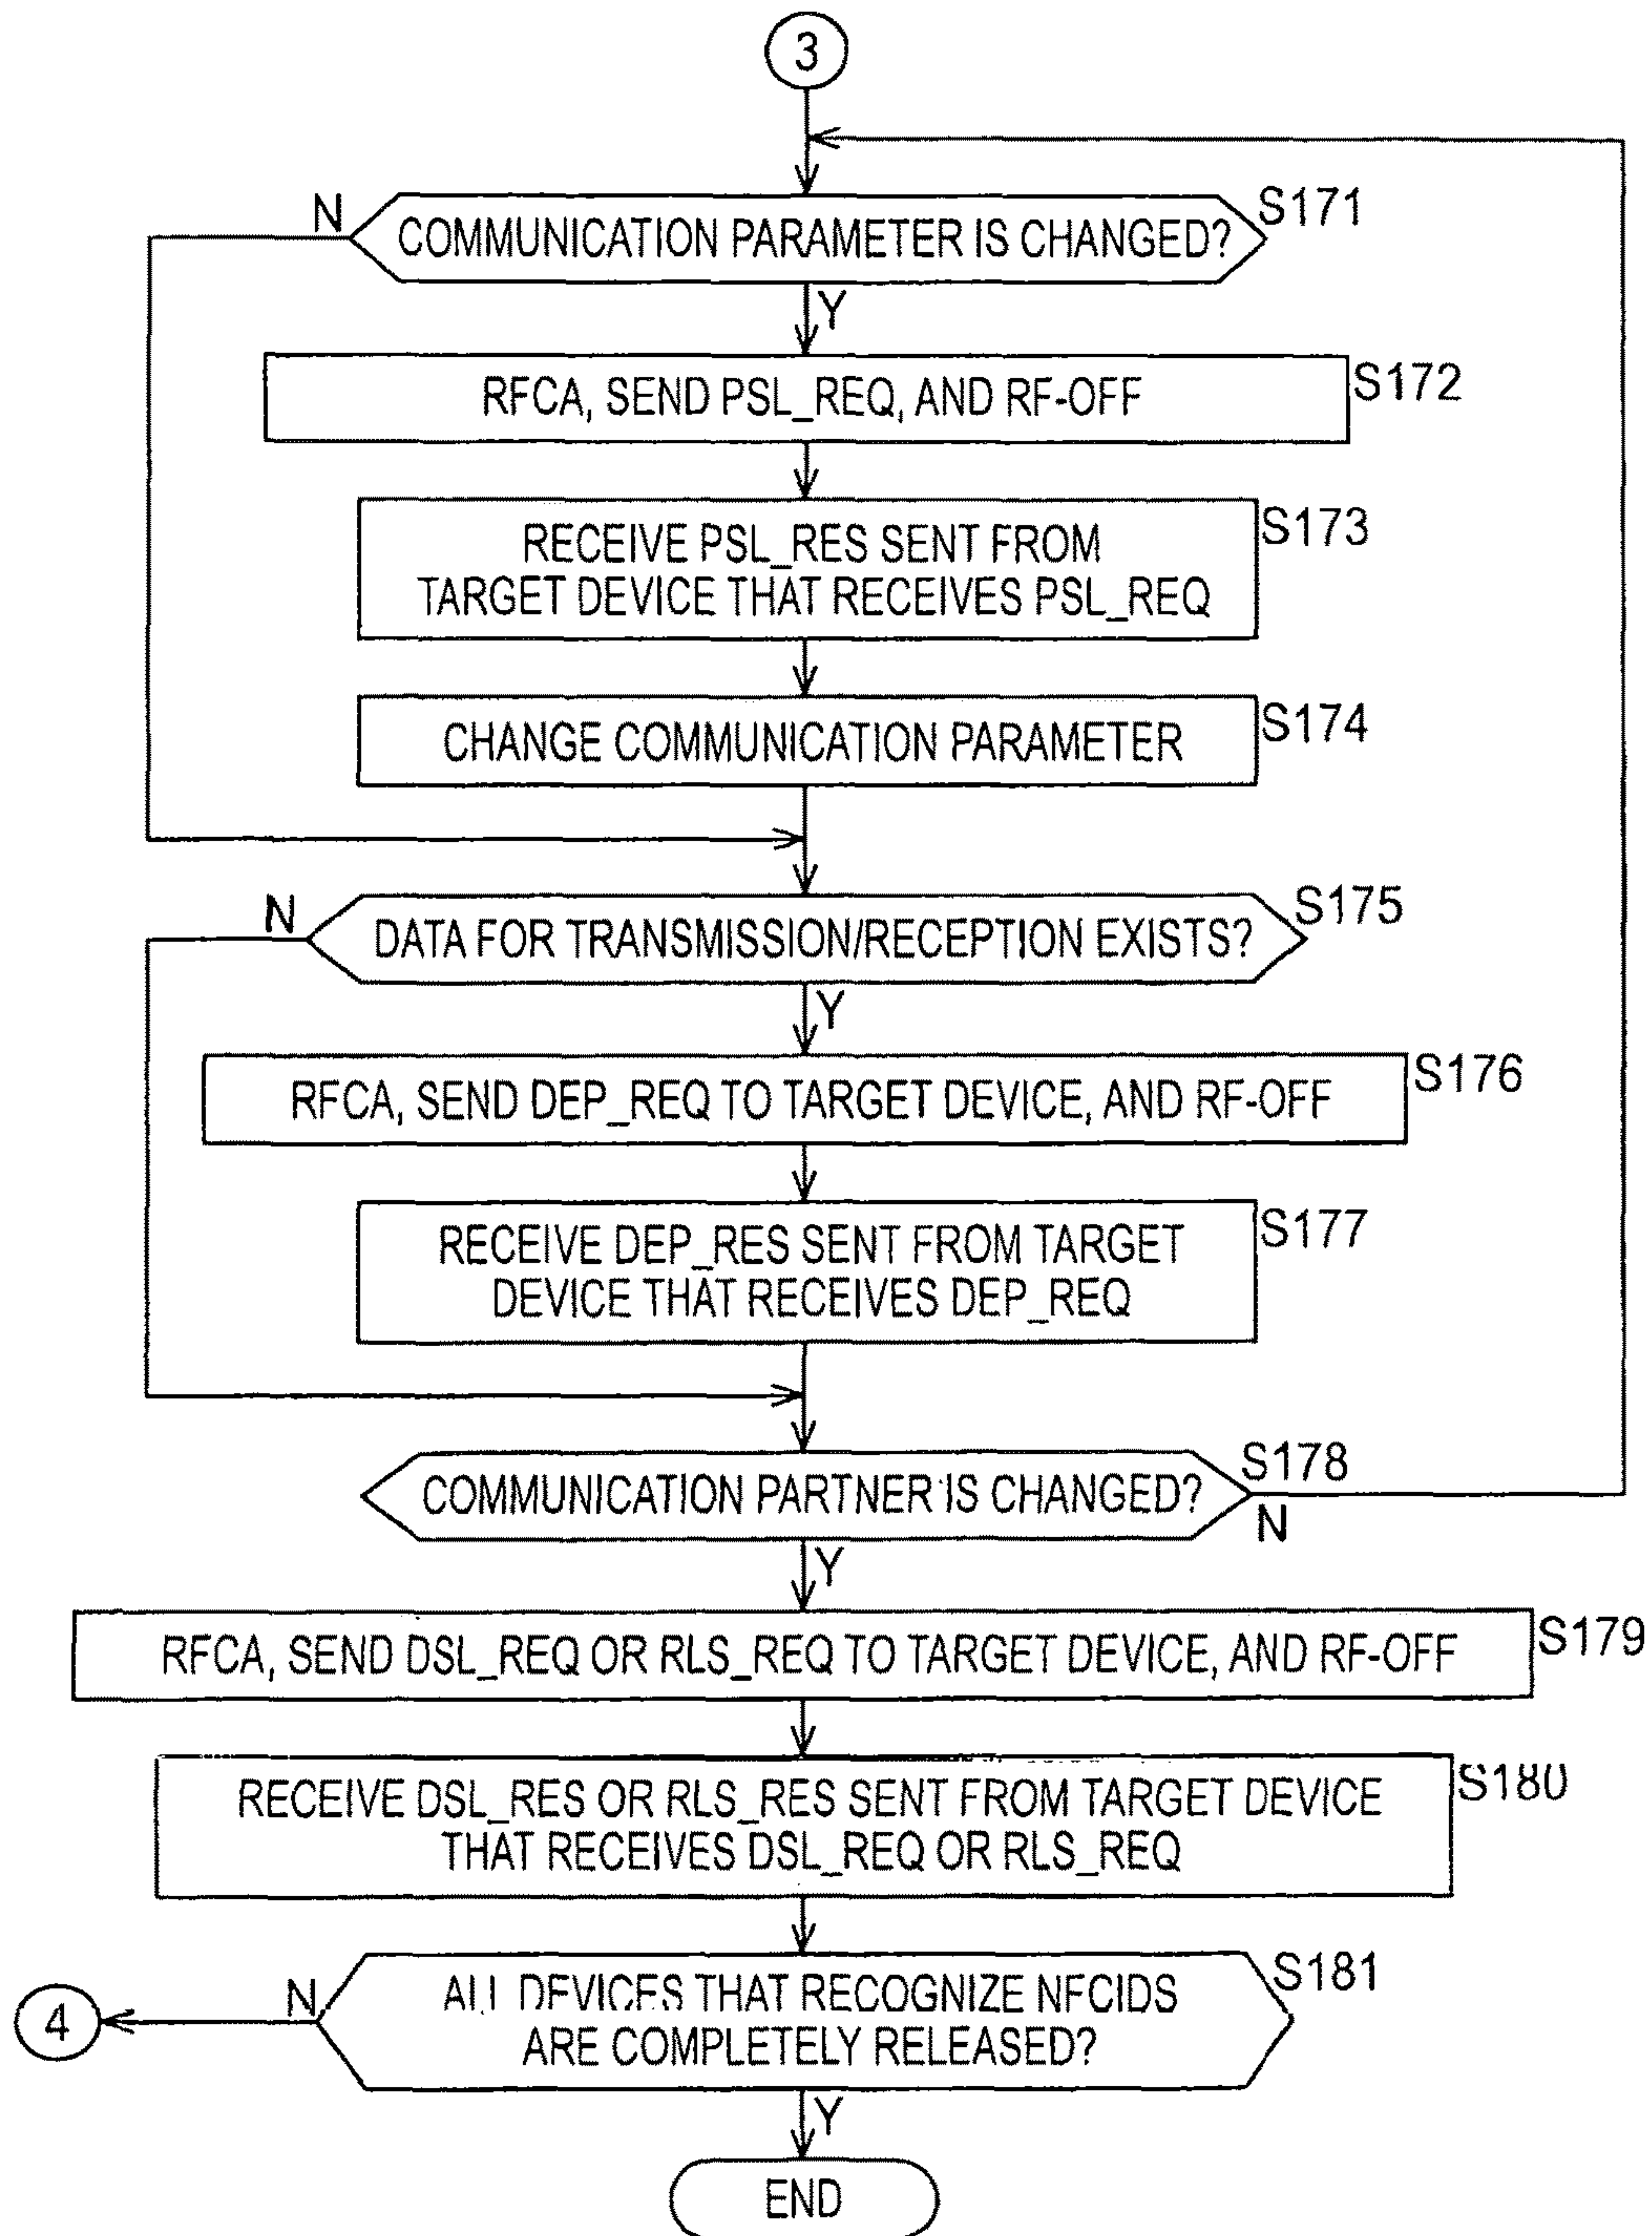 3
N
COMMUNICATION PARAMETER IS CHANGED?
S171
Y
RFCA, SEND PSL_REQ, AND RF-OFF
S172
RECEIVE PSL_RES SENT FROM
TARGET DEVICE THAT RECEIVES PSL_REQ
S173
CHANGE COMMUNICATION PARAMETER
S174
N
DATA FOR TRANSMISSION/RECEPTION EXISTS?
S175
Y
RFCA, SEND DEP_REQ TO TARGET DEVICE, AND RF-OFF
S176
RECEIVE DEP_RES SENT FROM TARGET
DEVICE THAT RECEIVES DEP_REQ
S177
COMMUNICATION PARTNER IS CHANGED?
S178
N
Y
RFCA, SEND DSL_REQ OR RLS_REQ TO TARGET DEVICE, AND RF-OFF
S179
RECEIVE DSL_RES OR RLS_RES SENT FROM TARGET DEVICE
THAT RECEIVES DSL_REQ OR RLS_REQ
S180
4
N
ALL DEVICES THAT RECOGNIZE NFCIDS
ARE COMPLETELY RELEASED?
S181
Y
END